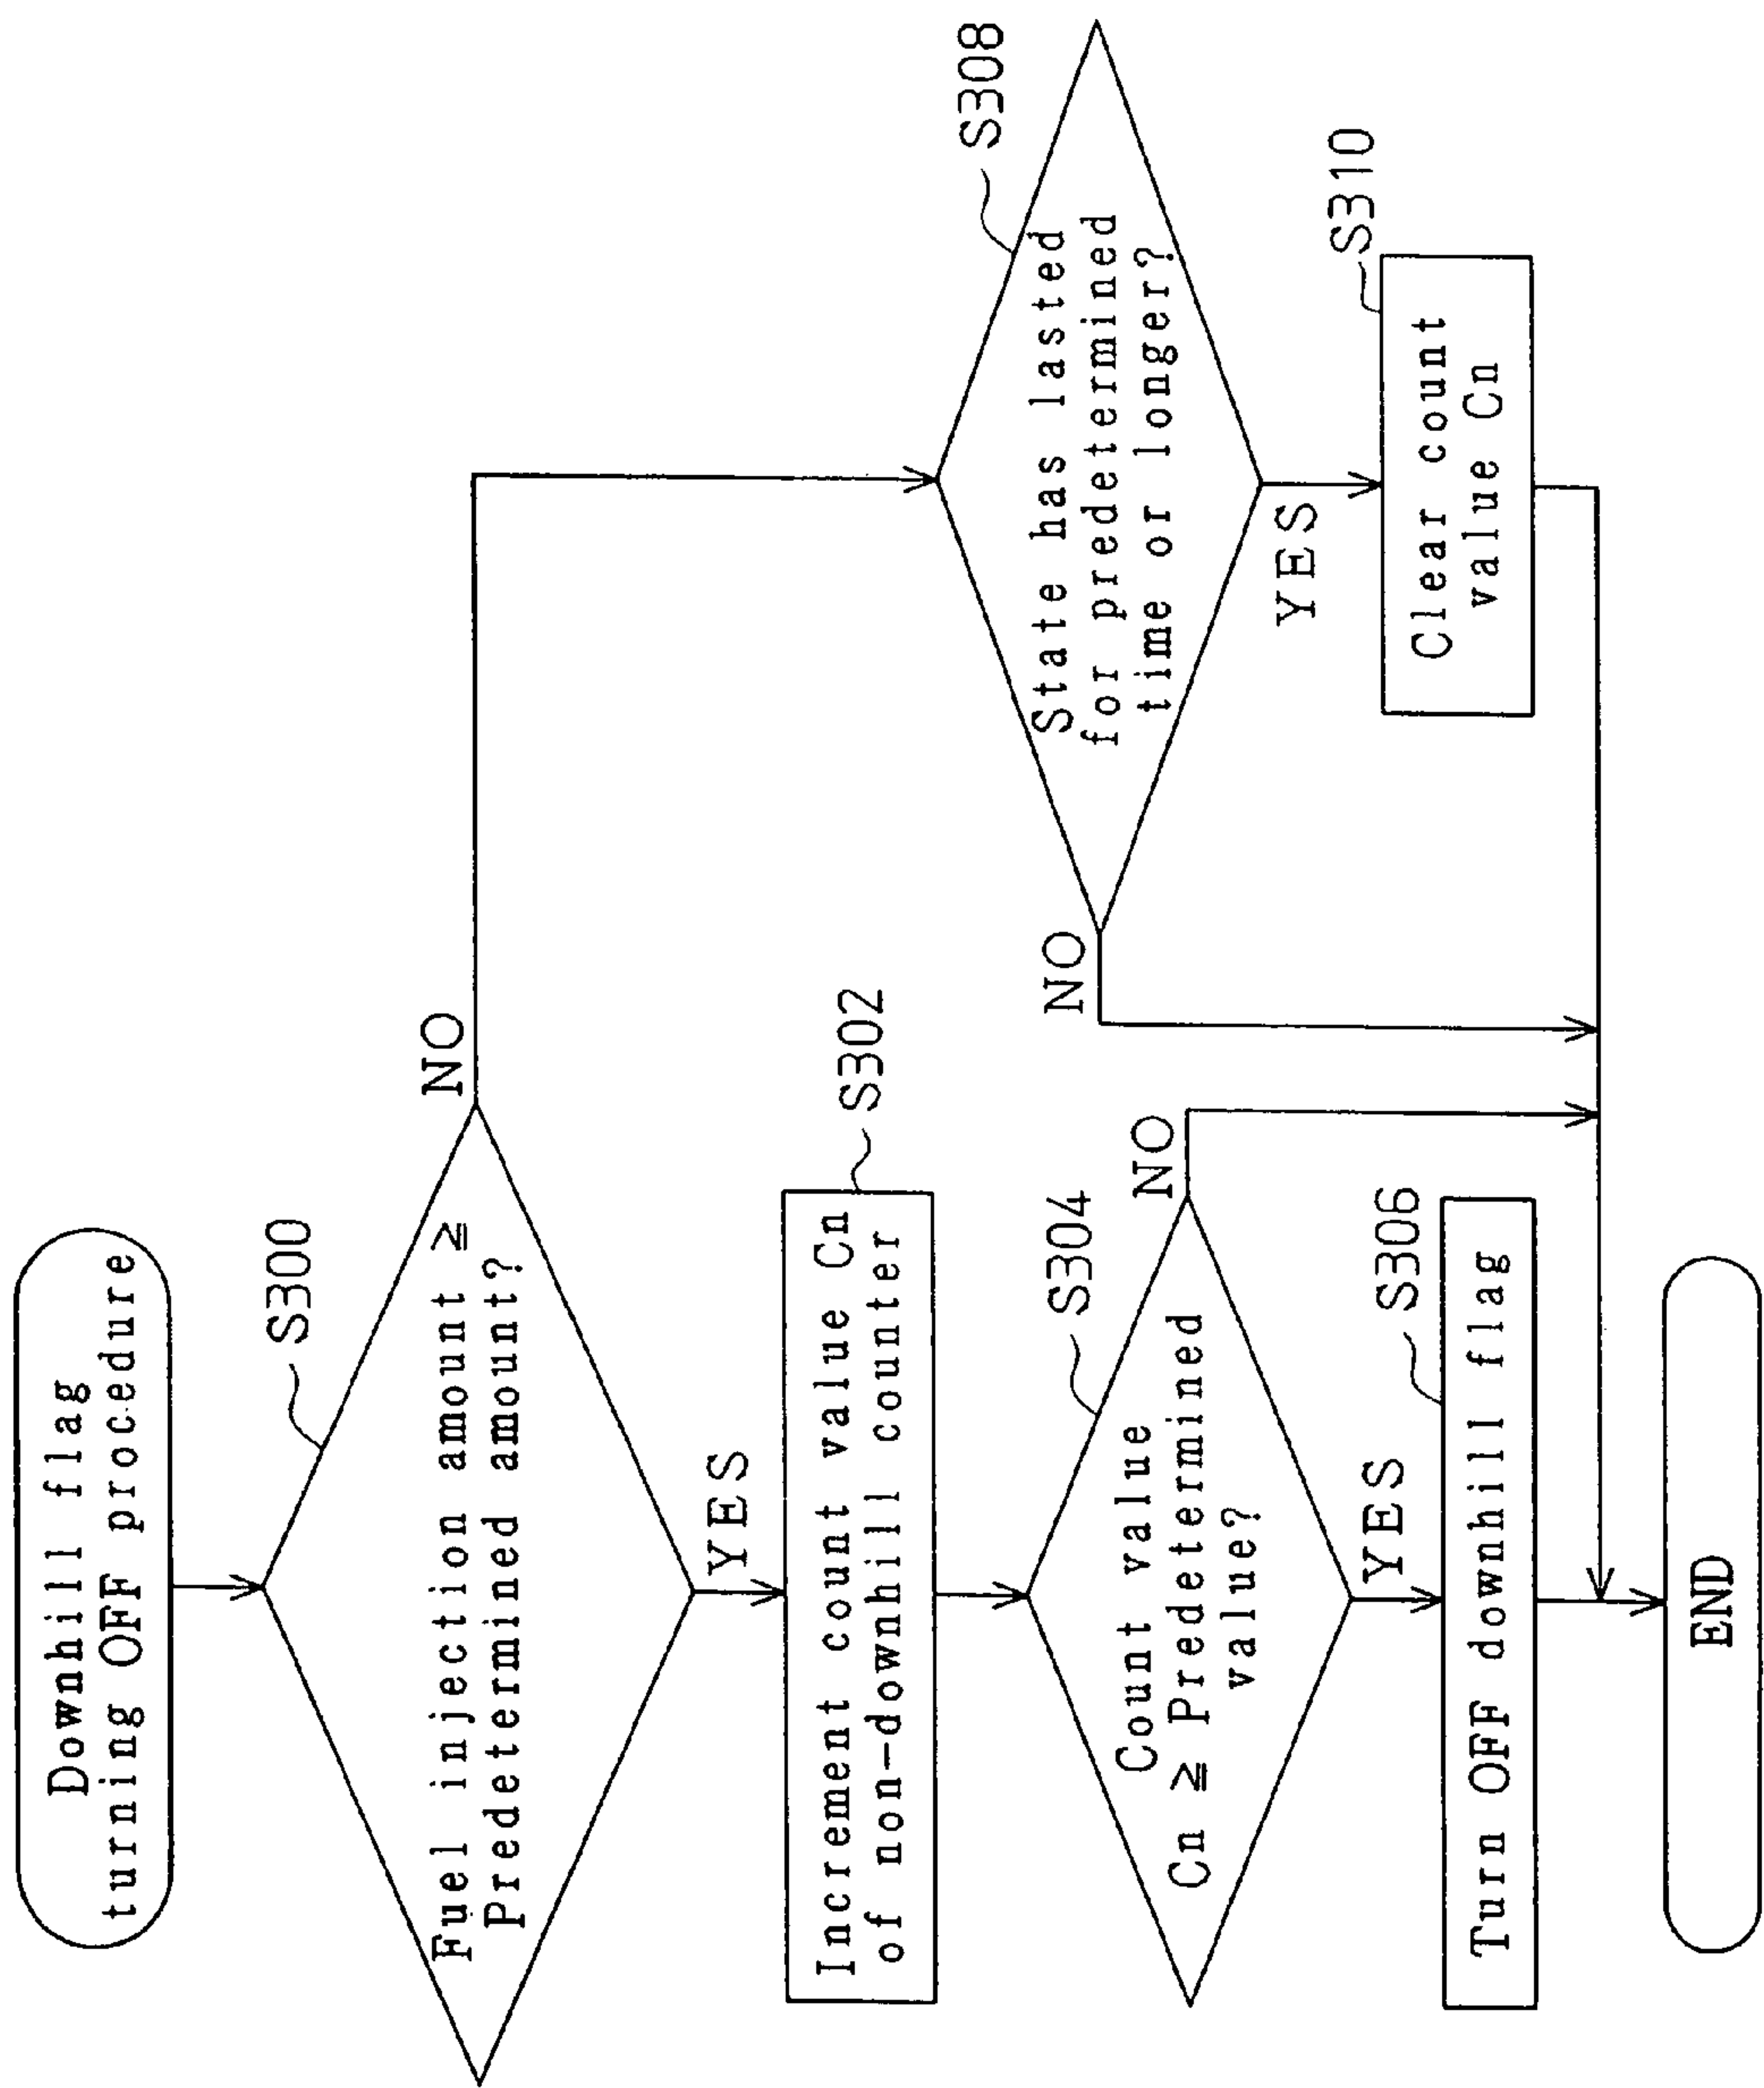 Downhill flag
turning OFF procedure
S300
Fuel injection amount ≧
Predetermined amount?
NO
YES
S302
Increment count value Cn
of non-downhill counter
S304
Count value
Cn ≧ Predetermined
value?
NO
YES
S306
Turn OFF downhill flag
S308
State has lasted
for predetermined
time or longer?
NO
YES
S310
Clear count
value Cn
END